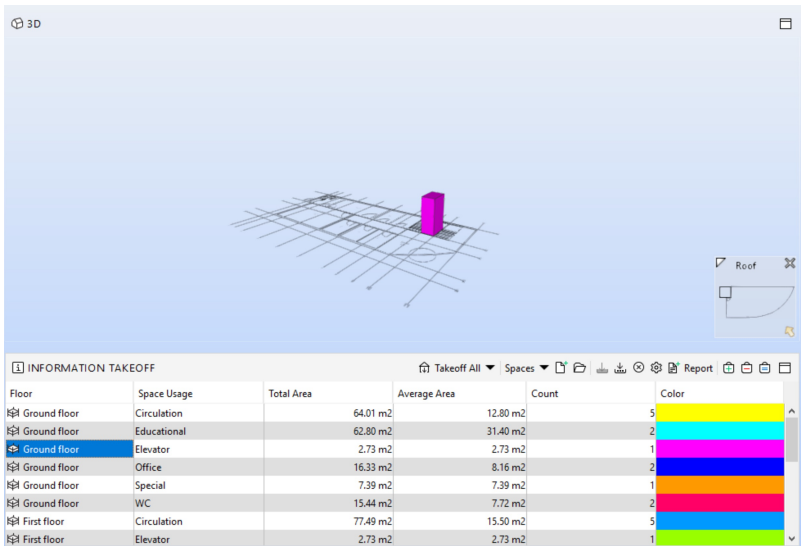 3D
Roof
INFORMATION TAKEOFF Takeoff All Spaces Report
Floor Space Usage Total Area Average Area Count Color
Ground floor Circulation 64.01 m2 12.80 m2 5
Ground floor Educational 62.80 m2 31.40 m2 2
Ground floor Elevator 2.73 m2 2.73 m2 1
Ground floor Office 16.33 m2 8.16 m2 2
Ground floor Special 7.39 m2 7.39 m2 1
Ground floor WC 15.44 m2 7.72 m2 2
First floor Circulation 77.49 m2 15.50 m2 5
First floor Elevator 2.73 m2 2.73 m2 1